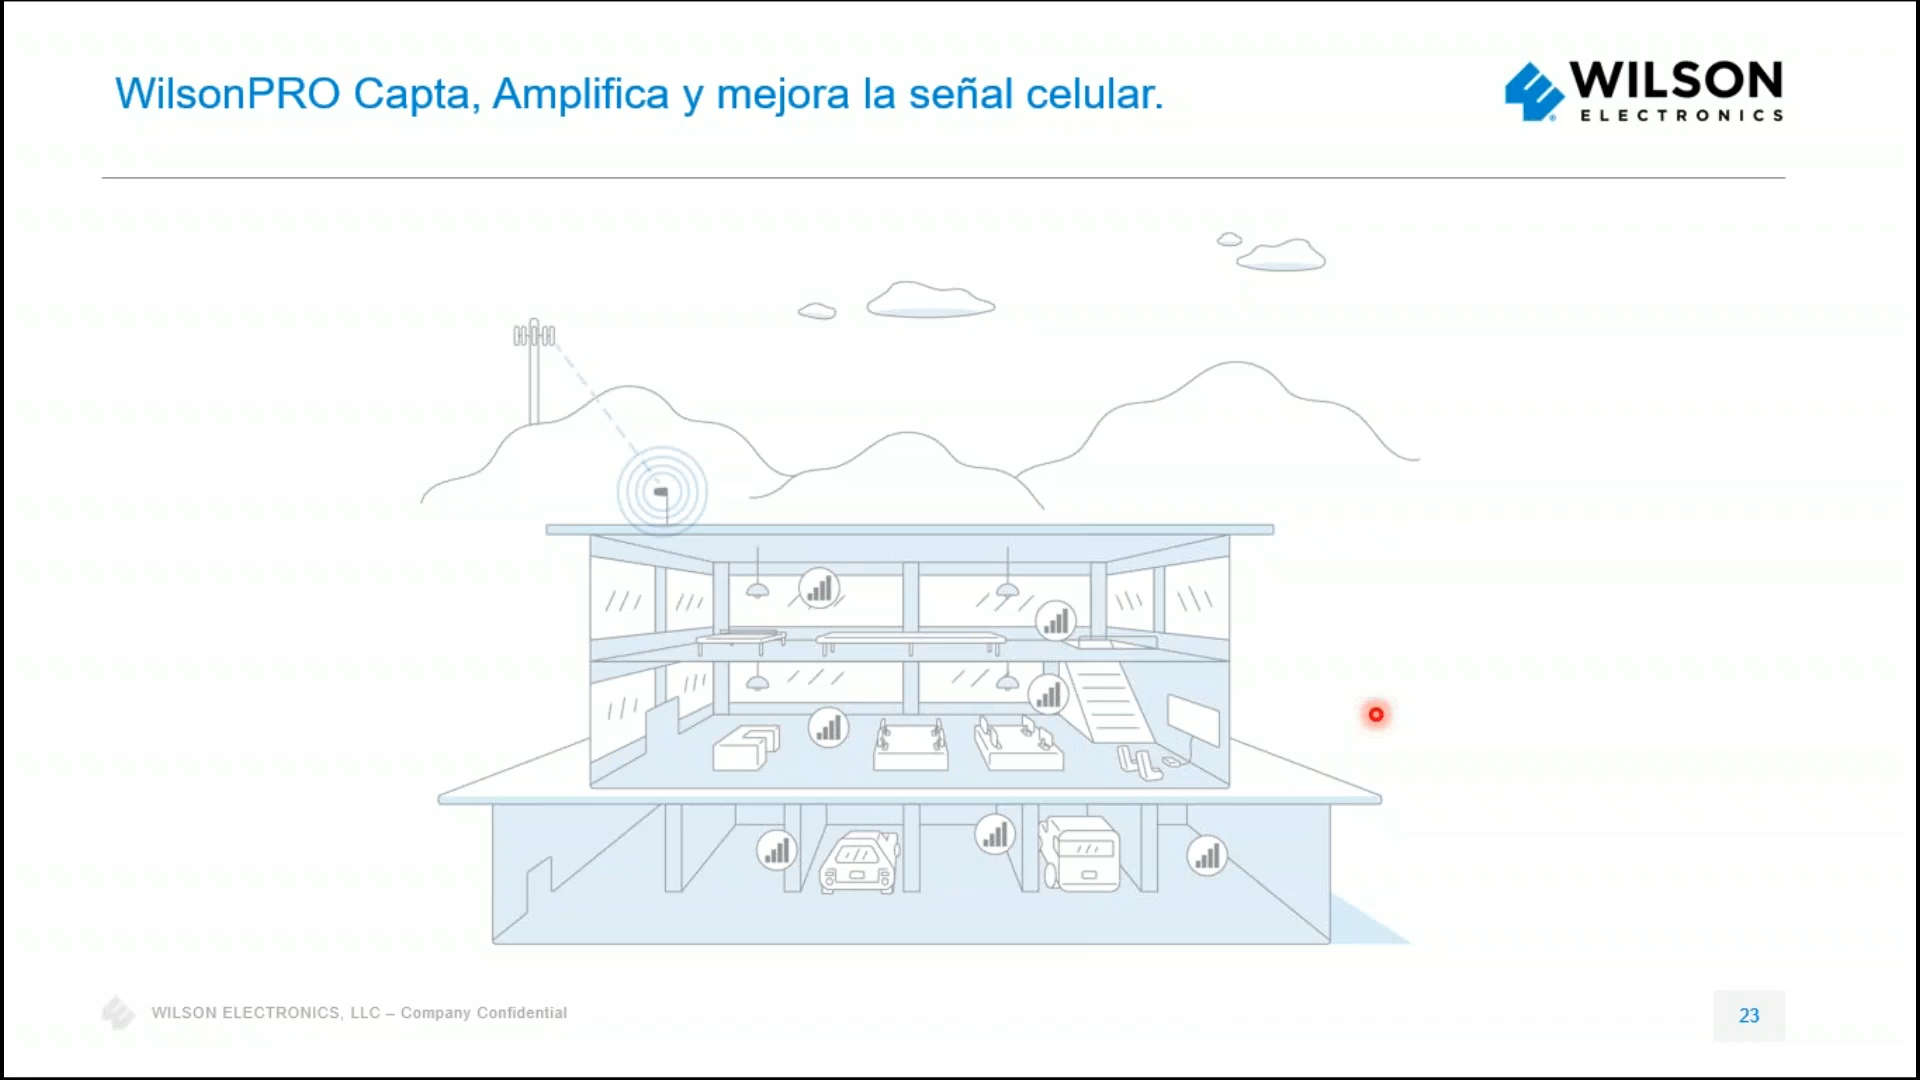 WilsonPRO Capta, Amplifica y mejora la señal celular.
WILSON
ELECTRONICS
WILSON ELECTRONICS, LLC – Company Confidential
23